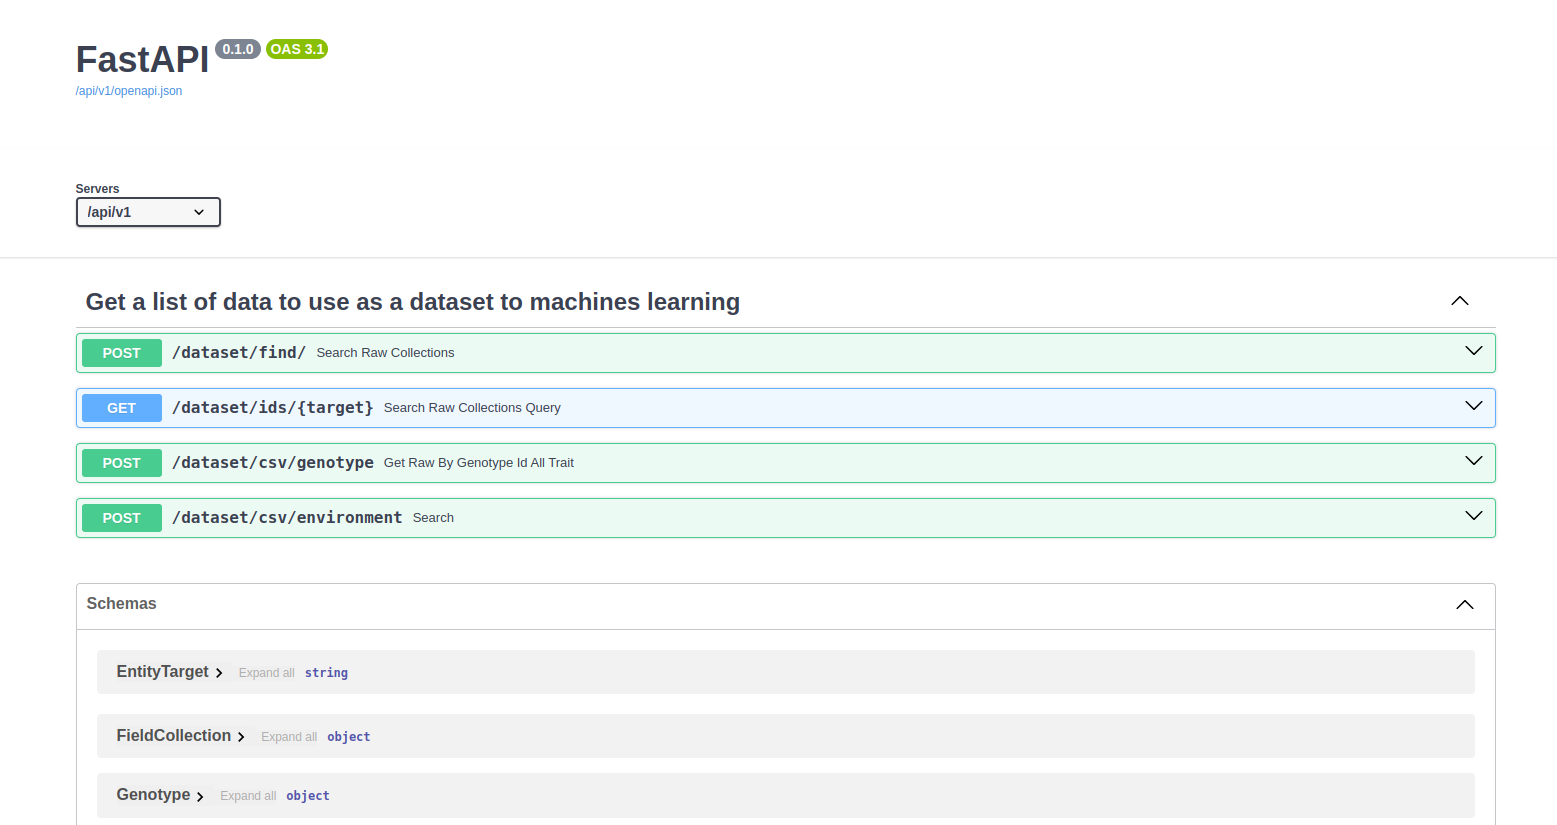 FastAPI 0.1.0 OAS 3.1
/api/v1/openapi.json
Servers
/api/v1
Get a list of data to use as a dataset to machines learning
POST /dataset/find/ Search Raw Collections
GET /dataset/ids/{target} Search Raw Collections Query
POST /dataset/csv/genotype Get Raw By Genotype Id All Trait
POST /dataset/csv/environment Search
Schemas
EntityTarget Expand all string
FieldCollection Expand all object
Genotype Expand all object